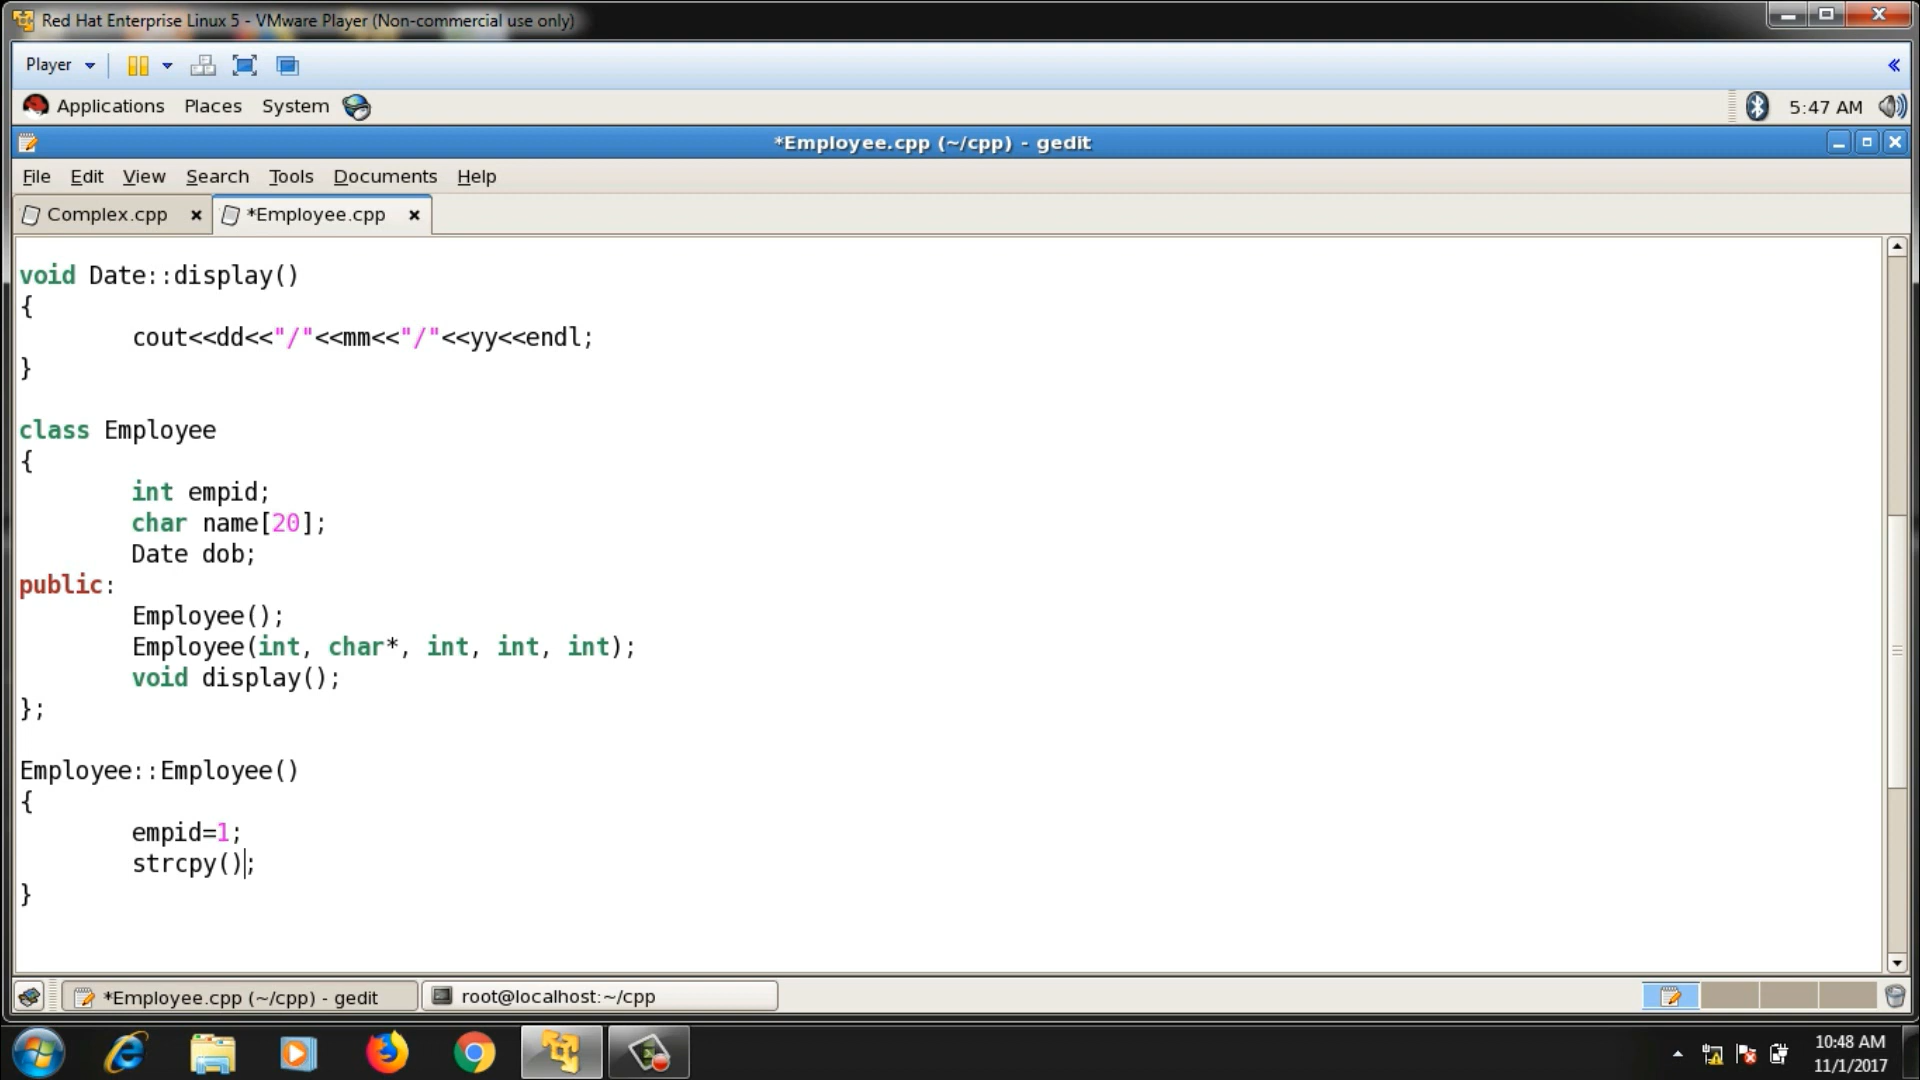 Red Hat Enterprise Linux 5 - VMware Player (Non-commercial use only)
Player
Applications Places System 5:47 AM
*Employee.cpp (~/cpp) - gedit
File Edit View Search Tools Documents Help
Complex.cpp *Employee.cpp
void Date::display()
{
cout<<dd<<"/"<<mm<<"/"<<yy<<endl;
}
class Employee
{
int empid;
char name[20];
Date dob;
public:
Employee();
Employee(int, char*, int, int, int);
void display();
};
Employee::Employee()
{
empid=1;
strcpy();
}
*Employee.cpp (~/cpp) - gedit root@localhost:~/cpp
10:48 AM
11/1/2017